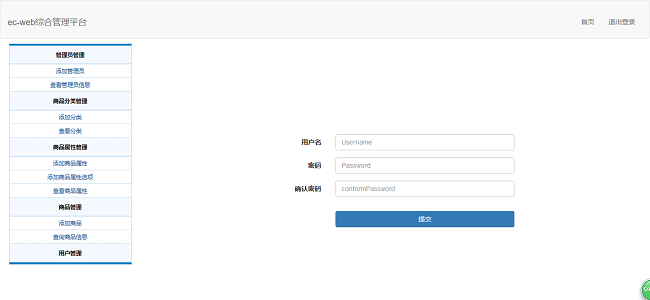 ec-web综合管理平台
首页 退出登录
管理员管理
添加管理员
查看管理员信息
商品分类管理
添加分类
查看分类
商品属性管理
添加商品属性
添加商品属性选项
查看商品属性
商品管理
添加商品
查询商品信息
用户管理
用户名 Username
密码 Password
确认密码 conformPassword
提交